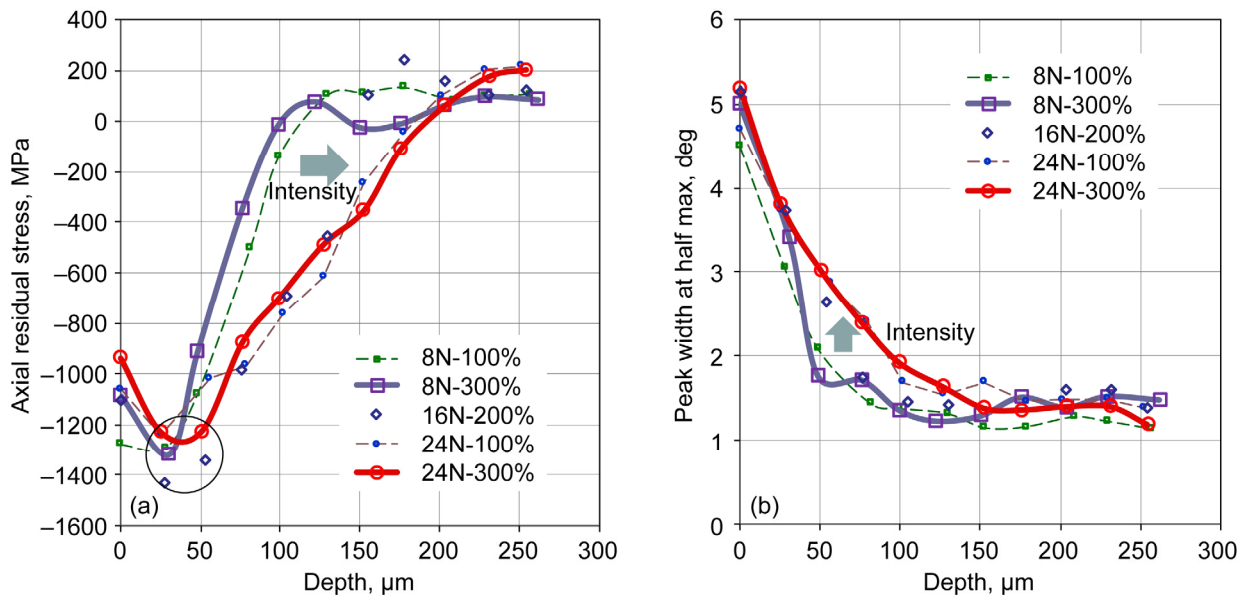 400
200
0
–200
–400
–600
–800
–1000
–1200
–1400
–1600
Axial residual stress, MPa
Intensity
8N-100%
8N-300%
16N-200%
24N-100%
24N-300%
(a)
0 50 100 150 200 250 300
Depth, µm
6
5
4
3
2
1
0
Peak width at half max, deg
8N-100%
8N-300%
16N-200%
24N-100%
24N-300%
Intensity
(b)
0 50 100 150 200 250 300
Depth, µm